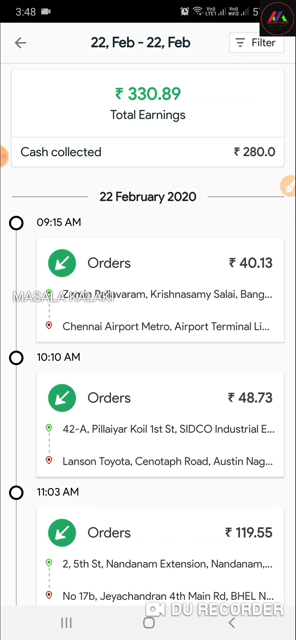 3:48
22, Feb - 22, Feb
Filter
₹ 330.89
Total Earnings
Cash collected ₹ 280.0
22 February 2020
09:15 AM
Orders ₹ 40.13
Zamin Pallavaram, Krishnasamy Salai, Bang...
MASALA KALAKI
Chennai Airport Metro, Airport Terminal Li...
10:10 AM
Orders ₹ 48.73
42-A, Pillaiyar Koil 1st St, SIDCO Industrial E...
Lanson Toyota, Cenotaph Road, Austin Nag...
11:03 AM
Orders ₹ 119.55
2, 5th St, Nandanam Extension, Nandanam,...
No 17b, Jeyachandran 4th Main Rd, BHEL N...
DU RECORDER